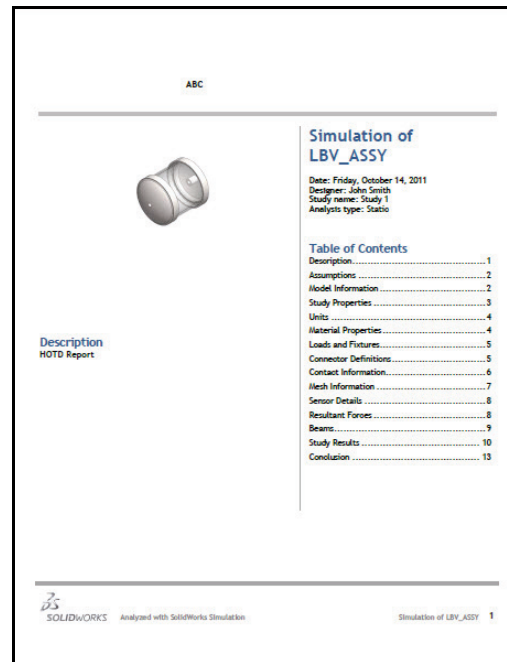 ABC
Simulation of
LBV_ASSY
Date: Friday, October 14, 2011
Designer: John Smith
Study name: Study 1
Analysis type: Static
Table of Contents
Description 1
Assumptions 2
Model Information 2
Study Properties 3
Units 4
Material Properties 4
Loads and Fixtures 5
Connector Definitions 5
Contact Information 6
Mesh Information 7
Sensor Details 8
Resultant Forces 8
Beams 9
Study Results 10
Conclusion 13
Description
HOTD Report
SOLIDWORKS Analyzed with SolidWorks Simulation Simulation of LBV_ASSY 1